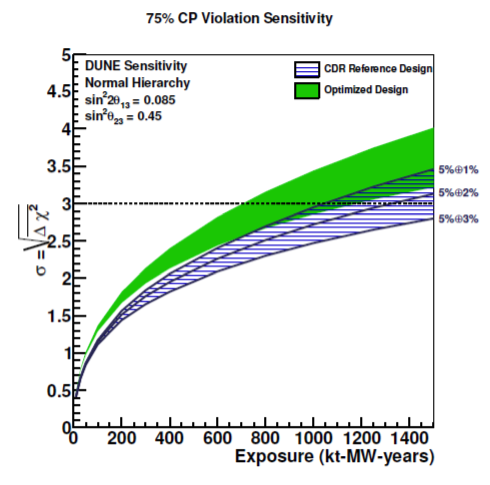 75% CP Violation Sensitivity
DUNE Sensitivity
Normal Hierarchy
sin²2θ₁₃ = 0.085
sin²θ₂₃ = 0.45
CDR Reference Design
Optimized Design
5%⊕1%
5%⊕2%
5%⊕3%
σ = √Δχ²
5
4.5
4
3.5
3
2.5
2
1.5
1
0.5
0
0 200 400 600 800 1000 1200 1400
Exposure (kt-MW-years)